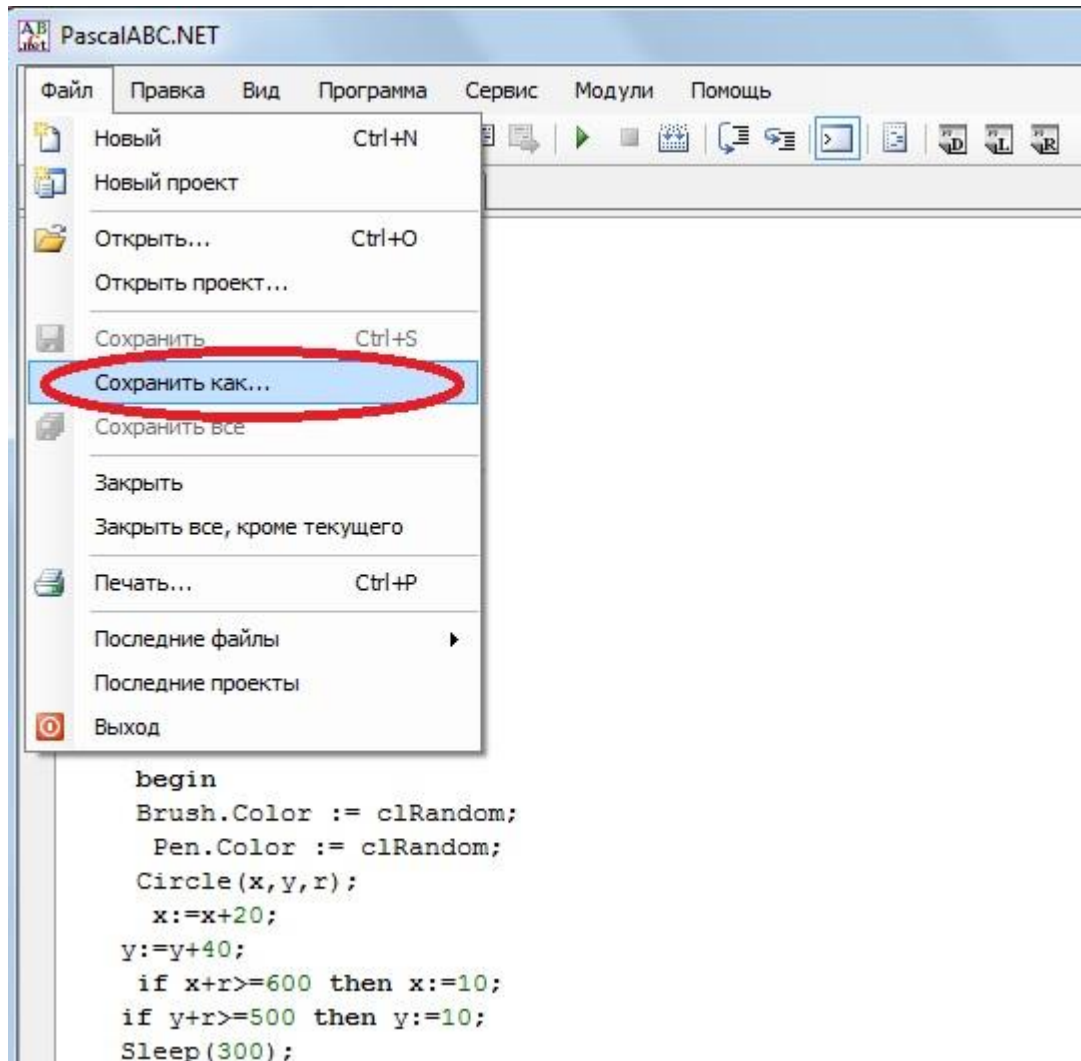 PascalABC.NET
Файл Правка Вид Программа Сервис Модули Помощь
Новый Ctrl+N
Новый проект
Открыть... Ctrl+O
Открыть проект...
Сохранить Ctrl+S
Сохранить как...
Сохранить все
Закрыть
Закрыть все, кроме текущего
Печать... Ctrl+P
Последние файлы
Последние проекты
Выход
begin
Brush.Color := clRandom;
Pen.Color := clRandom;
Circle(x,y,r);
x:=x+20;
y:=y+40;
if x+r>=600 then x:=10;
if y+r>=500 then y:=10;
Sleep(300);